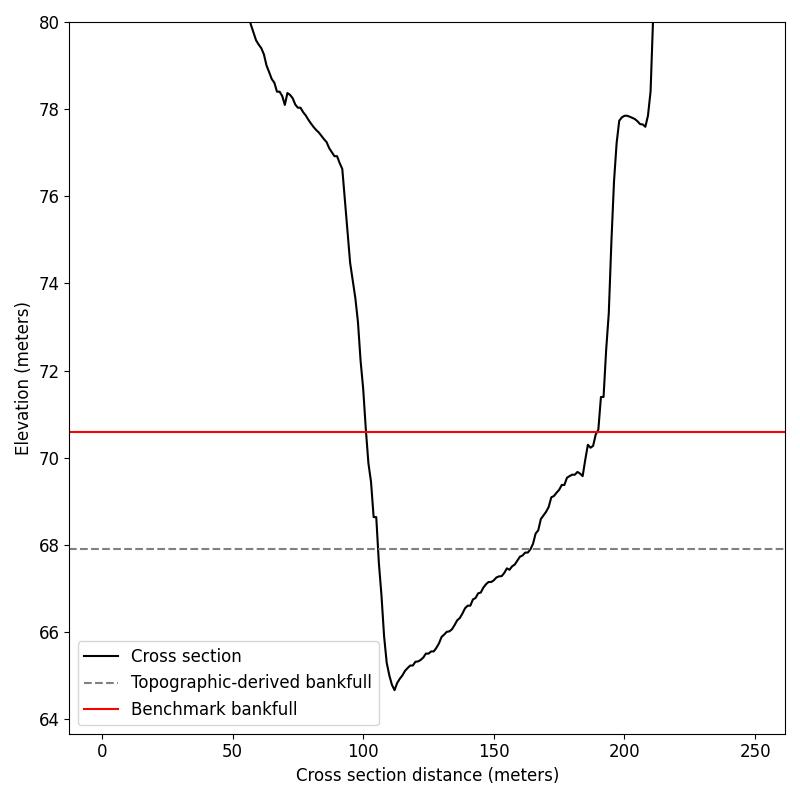 80
78
76
74
72
70
68
66
64
Elevation (meters)
Cross section
Topographic-derived bankfull
Benchmark bankfull
0 50 100 150 200 250
Cross section distance (meters)